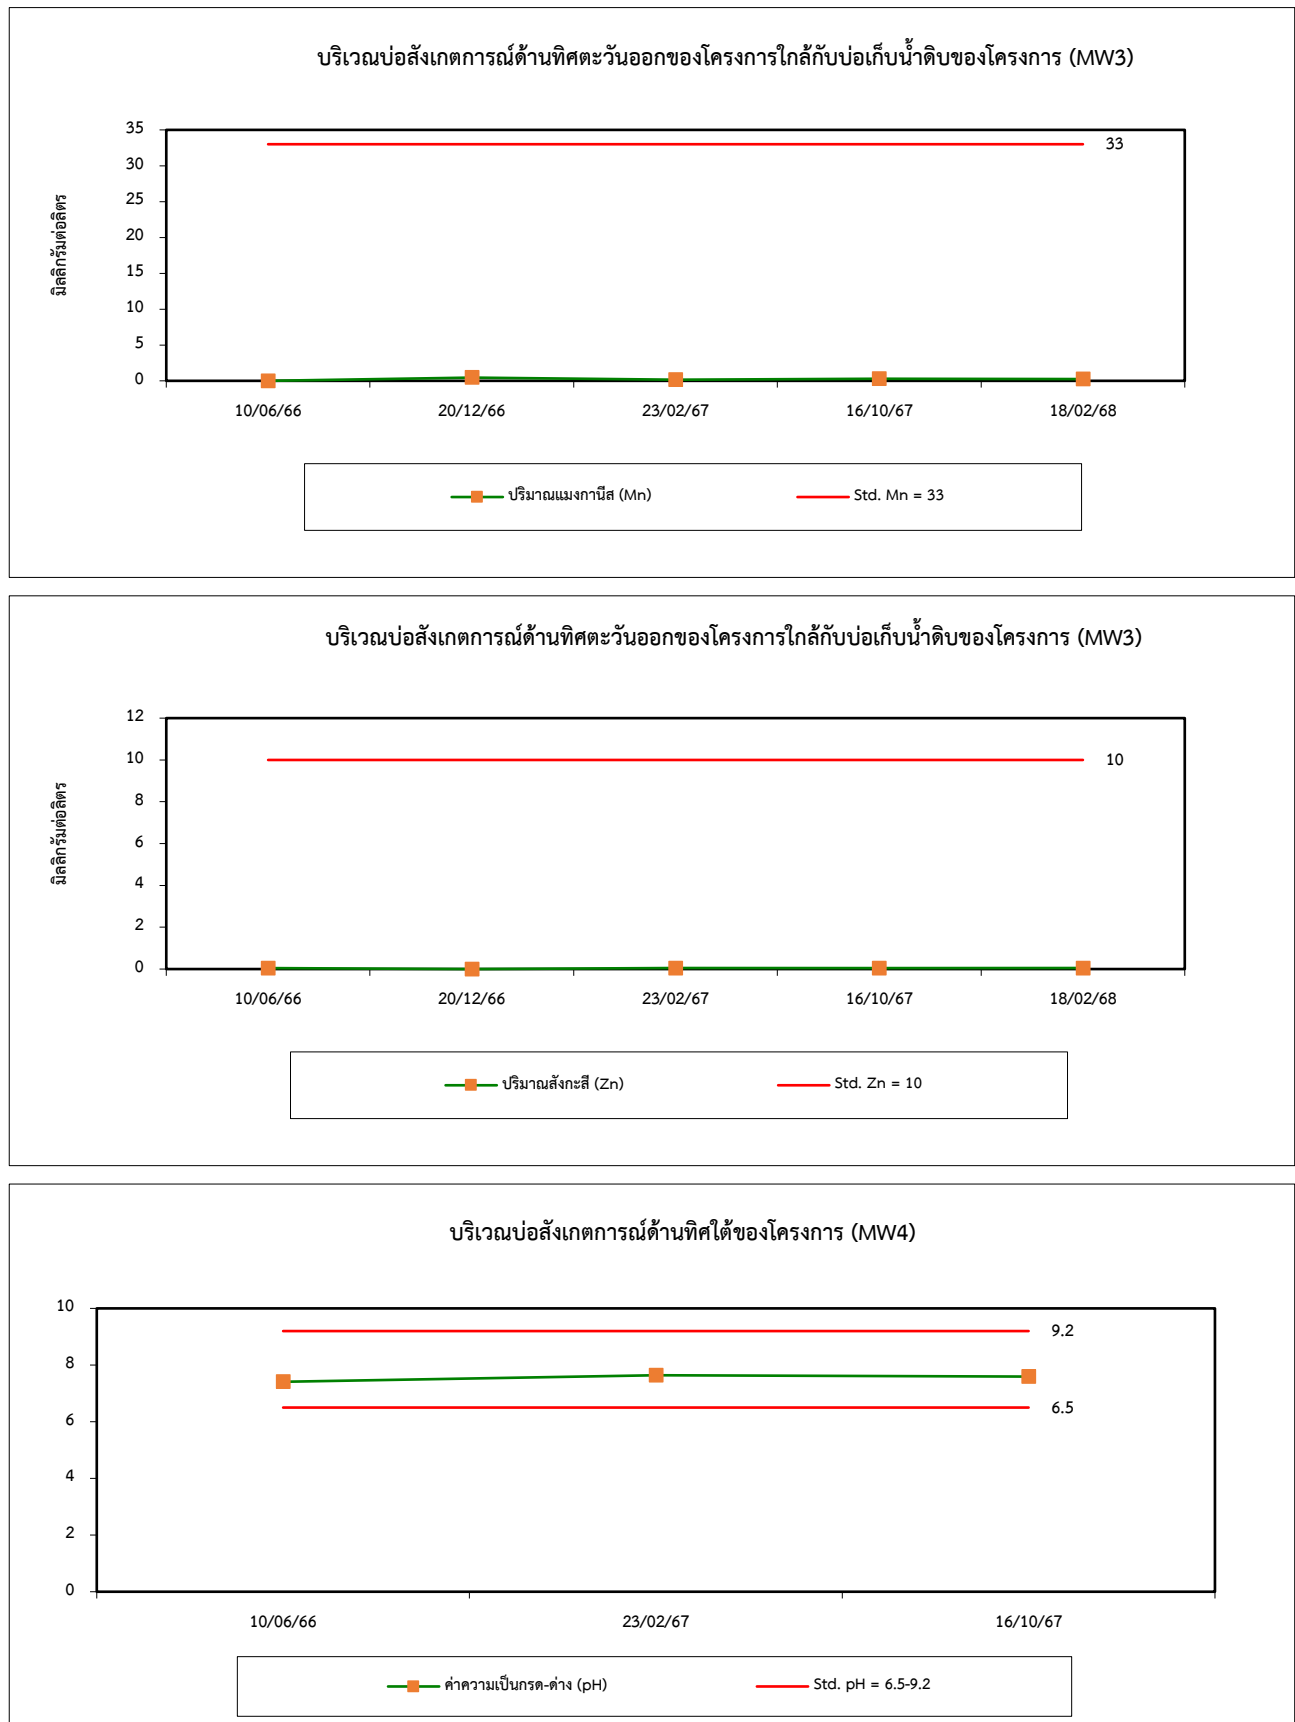 บริเวณบ่อสังเกตการณ์ด้านทิศตะวันออกของโครงการใกล้กับบ่อเก็บน้ำดิบของโครงการ (MW3)
มิลลิกรัมต่อลิตร
35
30
25
20
15
10
5
0
33
10/06/66 20/12/66 23/02/67 16/10/67 18/02/68
ปริมาณแมงกานีส (Mn) Std. Mn = 33
บริเวณบ่อสังเกตการณ์ด้านทิศตะวันออกของโครงการใกล้กับบ่อเก็บน้ำดิบของโครงการ (MW3)
มิลลิกรัมต่อลิตร
12
10
8
6
4
2
0
10
10/06/66 20/12/66 23/02/67 16/10/67 18/02/68
ปริมาณสังกะสี (Zn) Std. Zn = 10
บริเวณบ่อสังเกตการณ์ด้านทิศใต้ของโครงการ (MW4)
10
8
6
4
2
0
9.2
6.5
10/06/66 23/02/67 16/10/67
ค่าความเป็นกรด-ด่าง (pH) Std. pH = 6.5-9.2